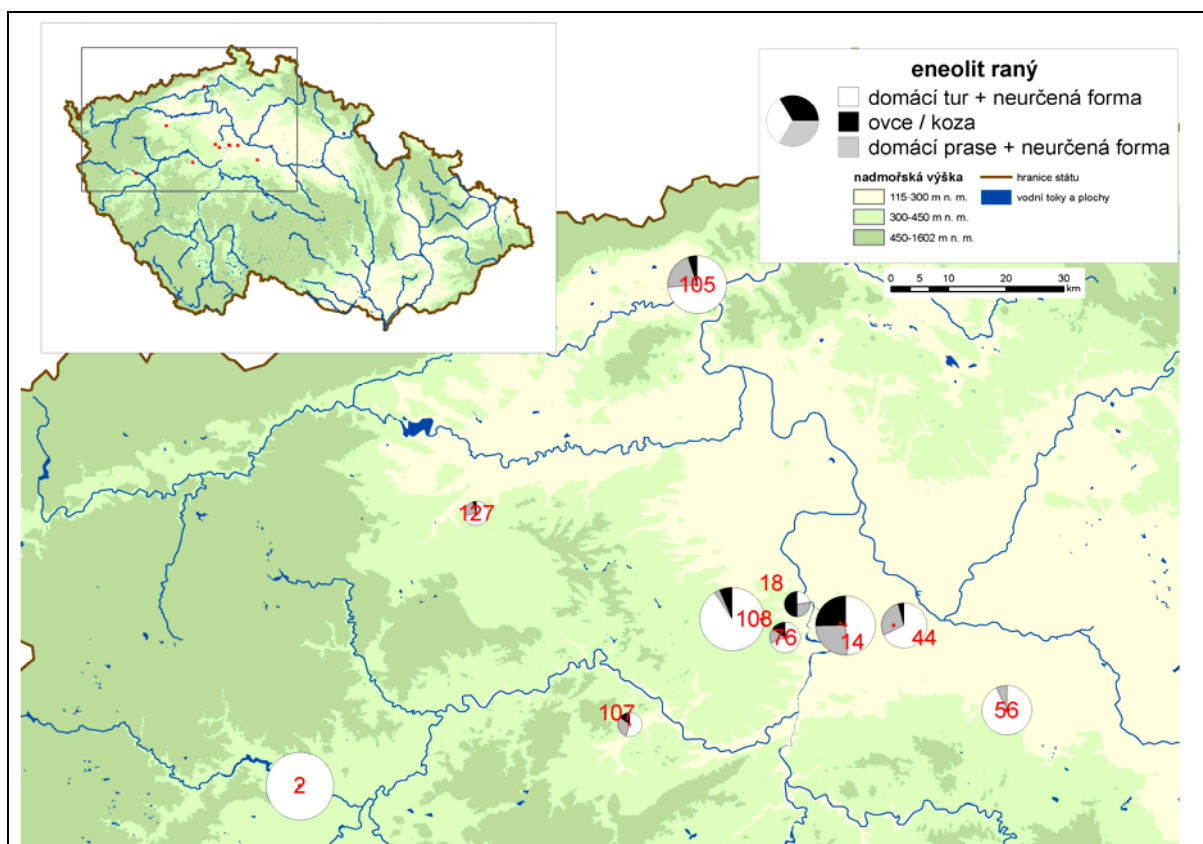 eneolit raný
domácí tur + neurčená forma
ovce / koza
domácí prase + neurčená forma
nadmořská výška
115-300 m n. m.
300-450 m n. m.
450-1602 m n. m.
hranice státu
vodní toky a plochy
0 5 10 20 30
km
105
127
18
108
76
14
44
107
56
2